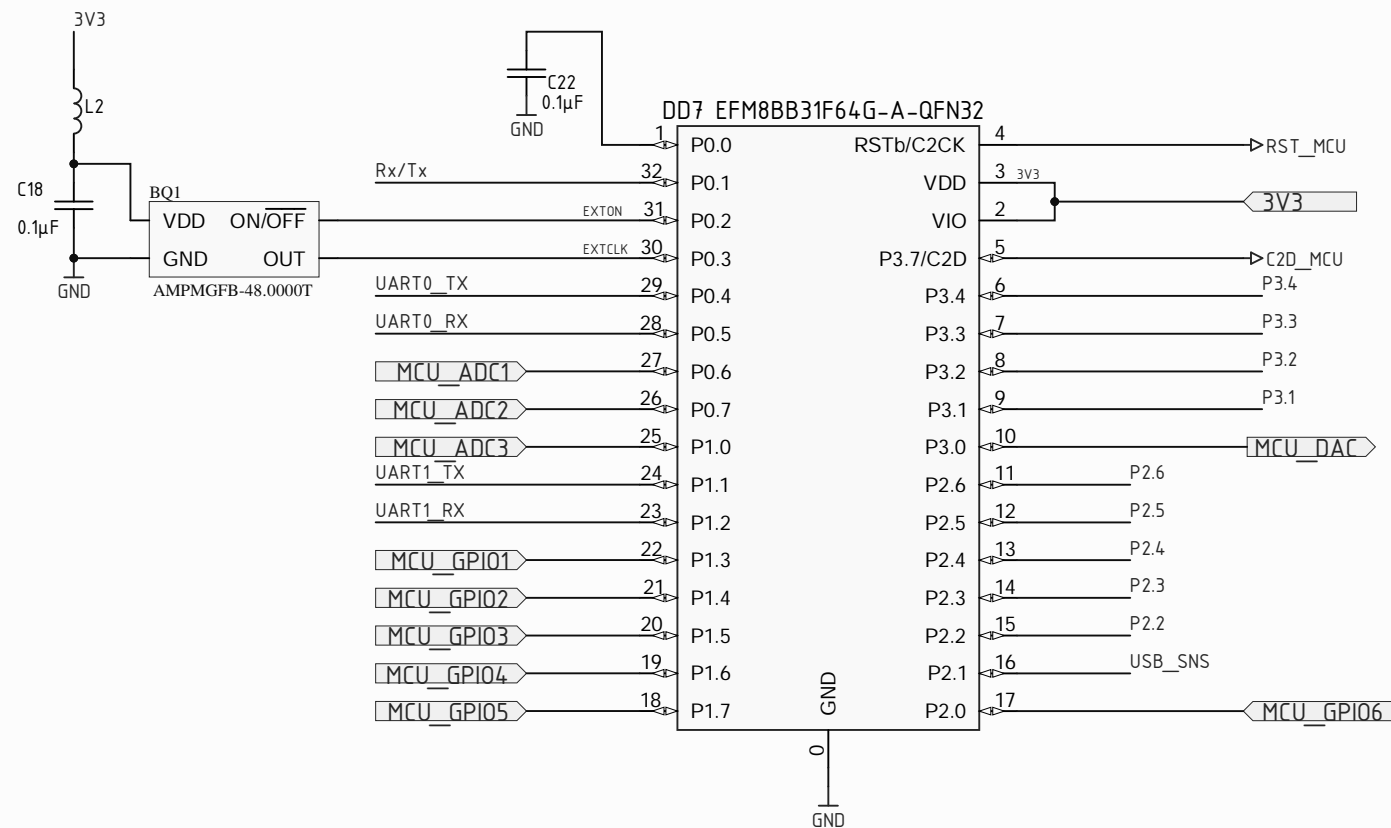 3V3
L2
C18
0.1µF
GND
BQ1
VDD ON/OFF
GND OUT
AMPMGFB-48.0000T
C22
0.1µF
GND
DD7 EFM8BB31F64G-A-QFN32
1 P0.0 RSTb/C2CK 4 RST_MCU
Rx/Tx 32 P0.1 VDD 3 3V3
EXTON 31 P0.2 VIO 2 3V3
EXTCLK 30 P0.3 P3.7/C2D 5 C2D_MCU
UART0_TX 29 P0.4 P3.4 6 P3.4
UART0_RX 28 P0.5 P3.3 7 P3.3
MCU_ADC1 27 P0.6 P3.2 8 P3.2
MCU_ADC2 26 P0.7 P3.1 9 P3.1
MCU_ADC3 25 P1.0 P3.0 10 MCU_DAC
UART1_TX 24 P1.1 P2.6 11 P2.6
UART1_RX 23 P1.2 P2.5 12 P2.5
MCU_GPIO1 22 P1.3 P2.4 13 P2.4
MCU_GPIO2 21 P1.4 P2.3 14 P2.3
MCU_GPIO3 20 P1.5 P2.2 15 P2.2
MCU_GPIO4 19 P1.6 P2.1 16 USB_SNS
MCU_GPIO5 18 P1.7 P2.0 17 MCU_GPIO6
GND
0
GND